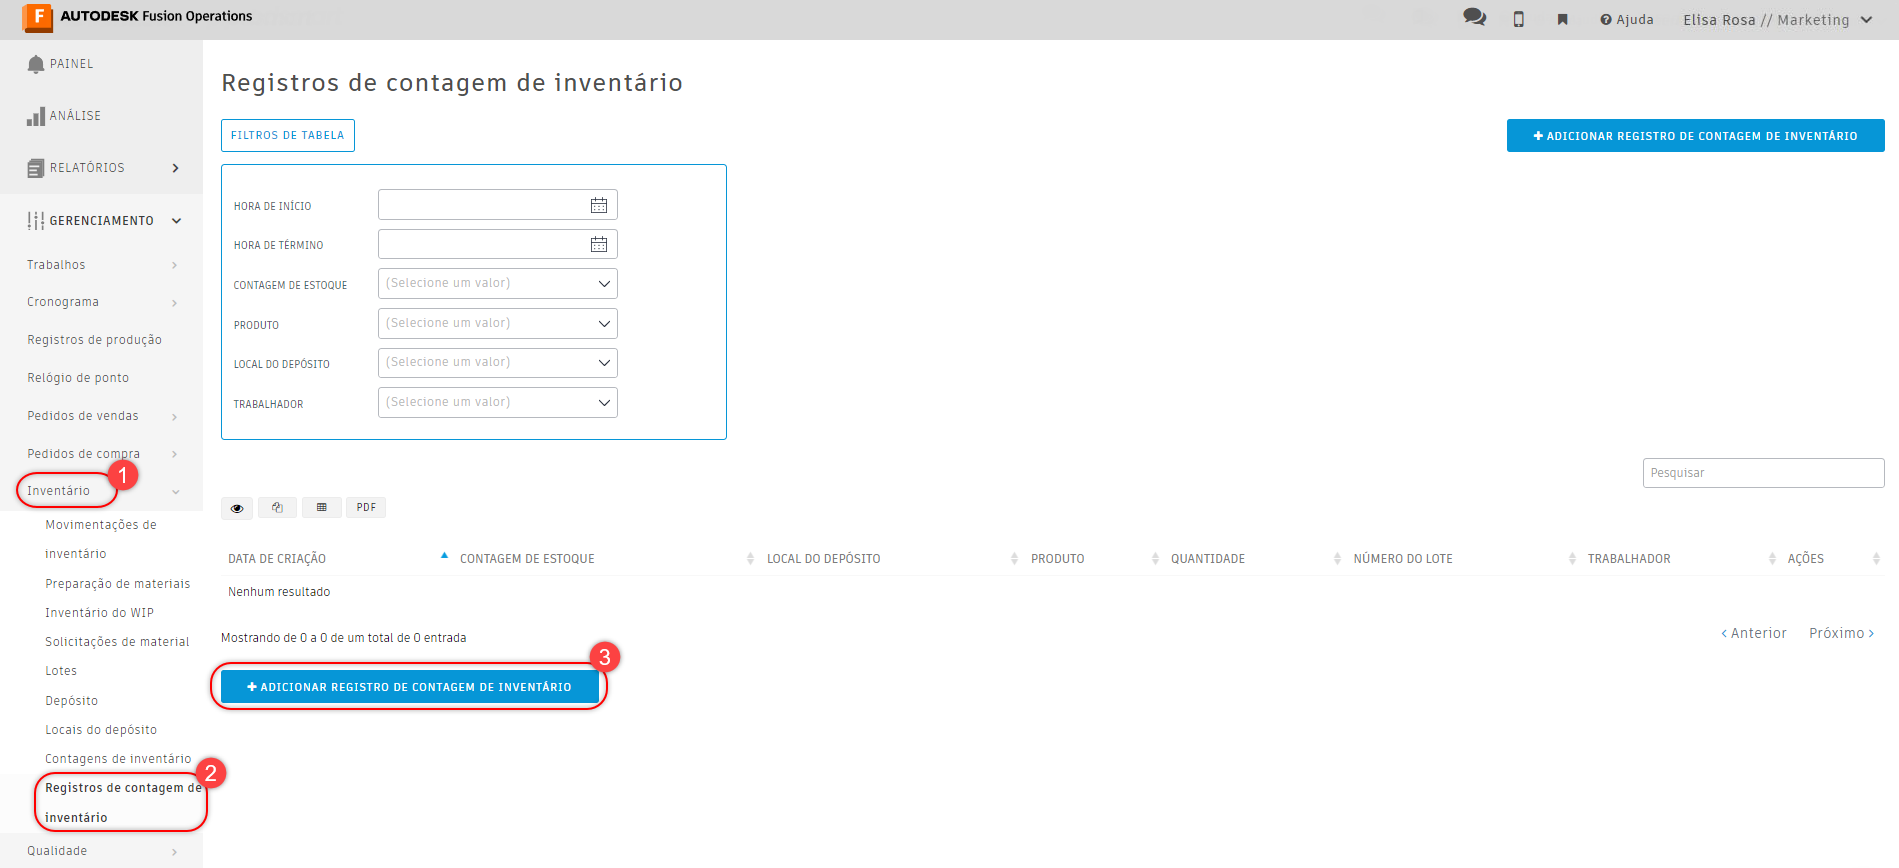 F AUTODESK Fusion Operations
Ajuda
Elisa Rosa // Marketing
PAINEL
ANÁLISE
RELATÓRIOS
GERENCIAMENTO
Trabalhos
Cronograma
Registros de produção
Relógio de ponto
Pedidos de vendas
Pedidos de compra
1
Inventário
Movimentações de
inventário
Preparação de materiais
Inventário do WIP
Solicitações de material
Lotes
Depósito
Locais do depósito
Contagens de inventário
2
Registros de contagem de
inventário
Qualidade
Registros de contagem de inventário
FILTROS DE TABELA
+ ADICIONAR REGISTRO DE CONTAGEM DE INVENTÁRIO
HORA DE INÍCIO
HORA DE TÉRMINO
CONTAGEM DE ESTOQUE (Selecione um valor)
PRODUTO (Selecione um valor)
LOCAL DO DEPÓSITO (Selecione um valor)
TRABALHADOR (Selecione um valor)
Pesquisar
PDF
DATA DE CRIAÇÃO CONTAGEM DE ESTOQUE LOCAL DO DEPÓSITO PRODUTO QUANTIDADE NÚMERO DO LOTE TRABALHADOR AÇÕES
Nenhum resultado
Mostrando de 0 a 0 de um total de 0 entrada
< Anterior Próximo >
3
+ ADICIONAR REGISTRO DE CONTAGEM DE INVENTÁRIO